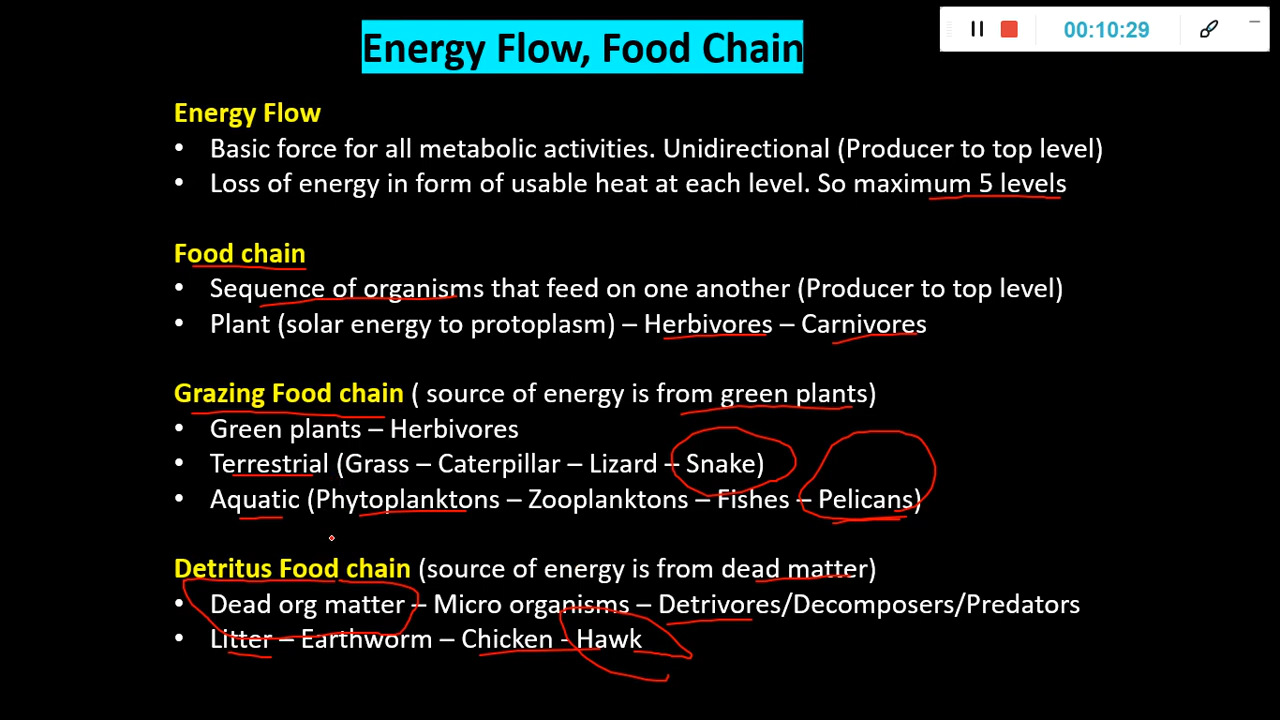 Energy Flow, Food Chain
00:10:29
Energy Flow
• Basic force for all metabolic activities. Unidirectional (Producer to top level)
• Loss of energy in form of usable heat at each level. So maximum 5 levels
Food chain
• Sequence of organisms that feed on one another (Producer to top level)
• Plant (solar energy to protoplasm) – Herbivores – Carnivores
Grazing Food chain ( source of energy is from green plants)
• Green plants – Herbivores
• Terrestrial (Grass – Caterpillar – Lizard – Snake)
• Aquatic (Phytoplanktons – Zooplanktons – Fishes – Pelicans)
Detritus Food chain (source of energy is from dead matter)
• Dead org matter – Micro organisms – Detrivores/Decomposers/Predators
• Litter – Earthworm – Chicken - Hawk